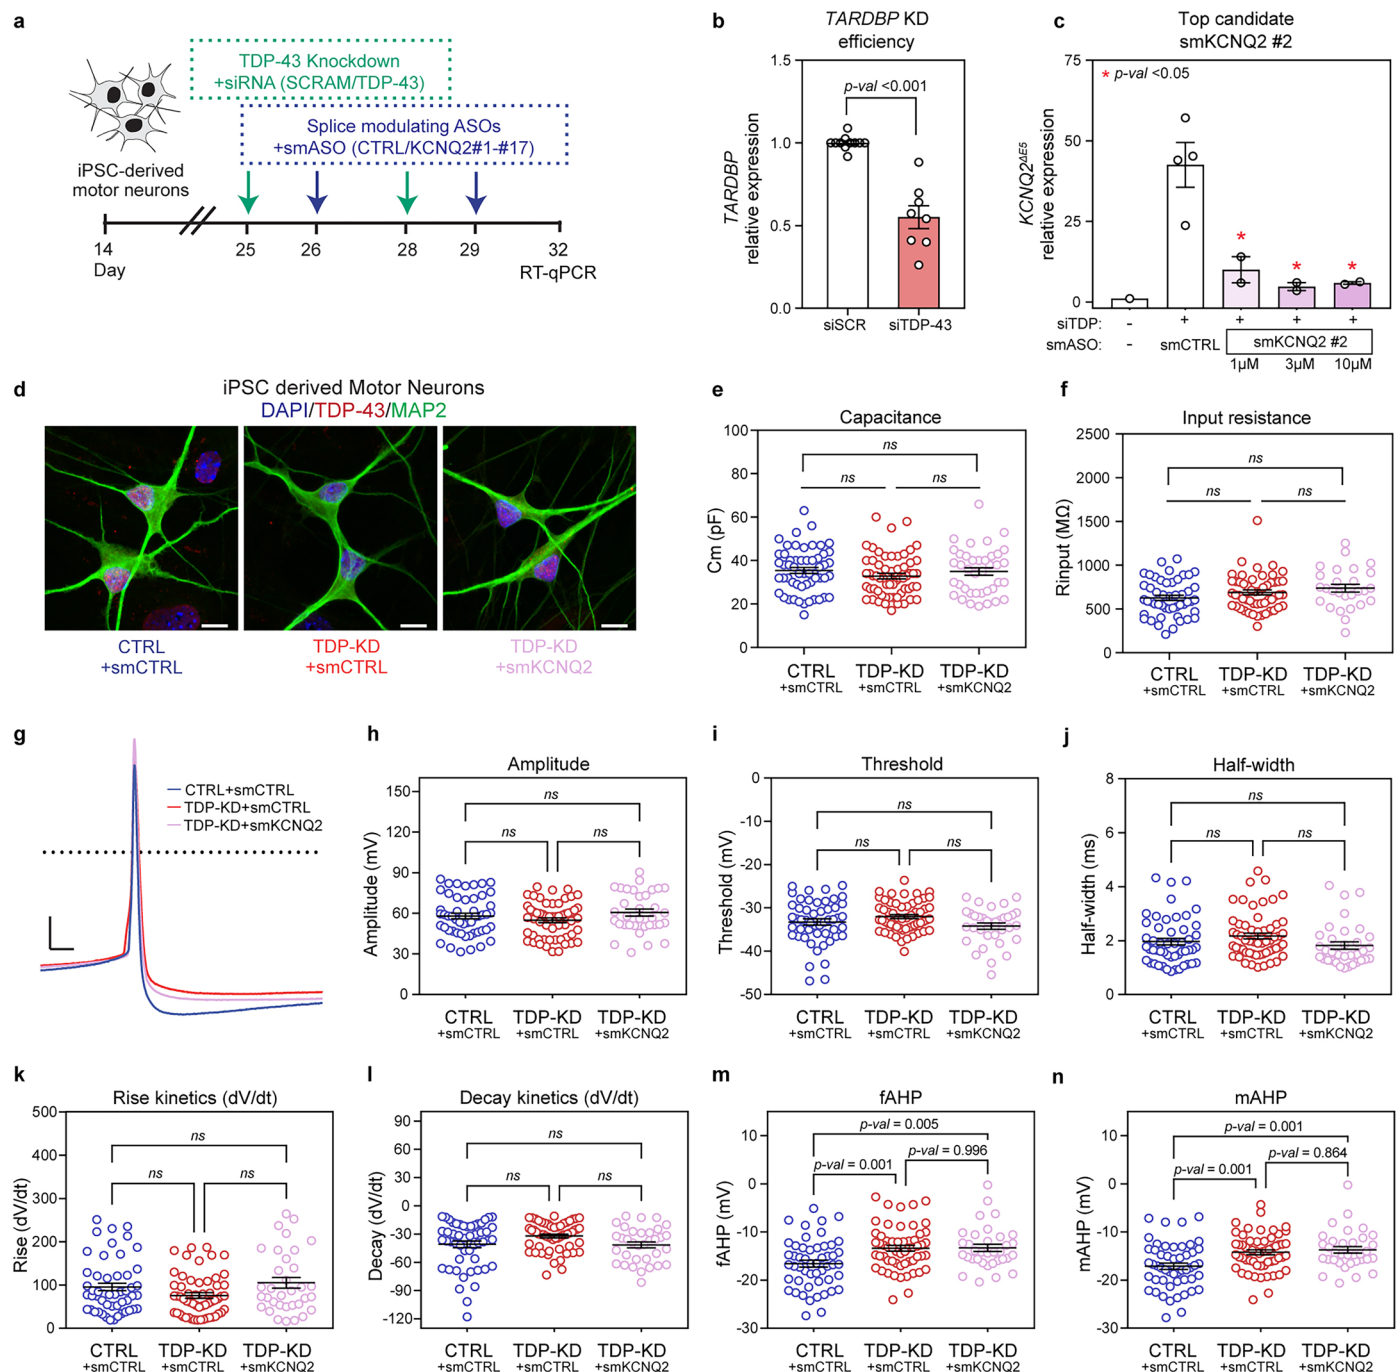 a
TDP-43 Knockdown
+siRNA (SCRAM/TDP-43)
Splice modulating ASOs
+smASO (CTRL/KCNQ2#1-#17)
iPSC-derived
motor neurons
14
25
26
28
29
32
Day
RT-qPCR
b
TARDBP KD
efficiency
TARDBP
relative expression
1.5
1.0
0.5
0.0
p-val <0.001
siSCR
siTDP-43
c
Top candidate
smKCNQ2 #2
* p-val <0.05
KCNQ2ΔE5
relative expression
75
50
25
0
*
*
*
siTDP:
-
+
+
+
+
smASO:
-
smCTRL
smKCNQ2 #2
1µM
3µM
10µM
d
iPSC derived Motor Neurons
DAPI/TDP-43/MAP2
CTRL
+smCTRL
TDP-KD
+smCTRL
TDP-KD
+smKCNQ2
e
Capacitance
Cm (pF)
100
80
60
40
20
0
ns
ns
ns
CTRL
+smCTRL
TDP-KD
+smCTRL
TDP-KD
+smKCNQ2
f
Input resistance
Rinput (MΩ)
2500
2000
1500
1000
500
0
ns
ns
ns
CTRL
+smCTRL
TDP-KD
+smCTRL
TDP-KD
+smKCNQ2
g
CTRL+smCTRL
TDP-KD+smCTRL
TDP-KD+smKCNQ2
h
Amplitude
Amplitude (mV)
150
120
90
60
30
0
ns
ns
ns
CTRL
+smCTRL
TDP-KD
+smCTRL
TDP-KD
+smKCNQ2
i
Threshold
Threshold (mV)
0
-10
-20
-30
-40
-50
ns
ns
ns
CTRL
+smCTRL
TDP-KD
+smCTRL
TDP-KD
+smKCNQ2
j
Half-width
Half-width (ms)
8
6
4
2
0
ns
ns
ns
CTRL
+smCTRL
TDP-KD
+smCTRL
TDP-KD
+smKCNQ2
k
Rise kinetics (dV/dt)
Rise (dV/dt)
500
400
300
200
100
0
ns
ns
ns
CTRL
+smCTRL
TDP-KD
+smCTRL
TDP-KD
+smKCNQ2
l
Decay kinetics (dV/dt)
Decay (dV/dt)
90
60
30
0
-30
-60
-90
-120
ns
ns
ns
CTRL
+smCTRL
TDP-KD
+smCTRL
TDP-KD
+smKCNQ2
m
fAHP
fAHP (mV)
10
0
-10
-20
-30
p-val = 0.005
p-val = 0.996
p-val = 0.001
CTRL
+smCTRL
TDP-KD
+smCTRL
TDP-KD
+smKCNQ2
n
mAHP
mAHP (mV)
10
0
-10
-20
-30
p-val = 0.001
p-val = 0.864
p-val = 0.001
CTRL
+smCTRL
TDP-KD
+smCTRL
TDP-KD
+smKCNQ2